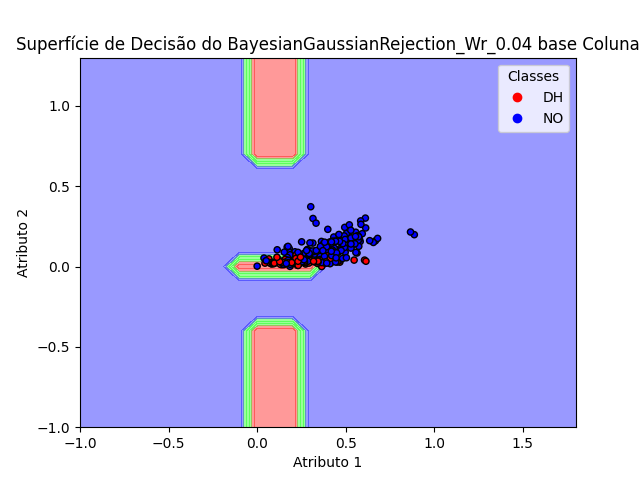 Superfície de Decisão do BayesianGaussianRejection_Wr_0.04 base Coluna
Classes
DH
NO
1.0
0.5
0.0
−0.5
−1.0
Atributo 2
−1.0
−0.5
0.0
0.5
1.0
1.5
Atributo 1